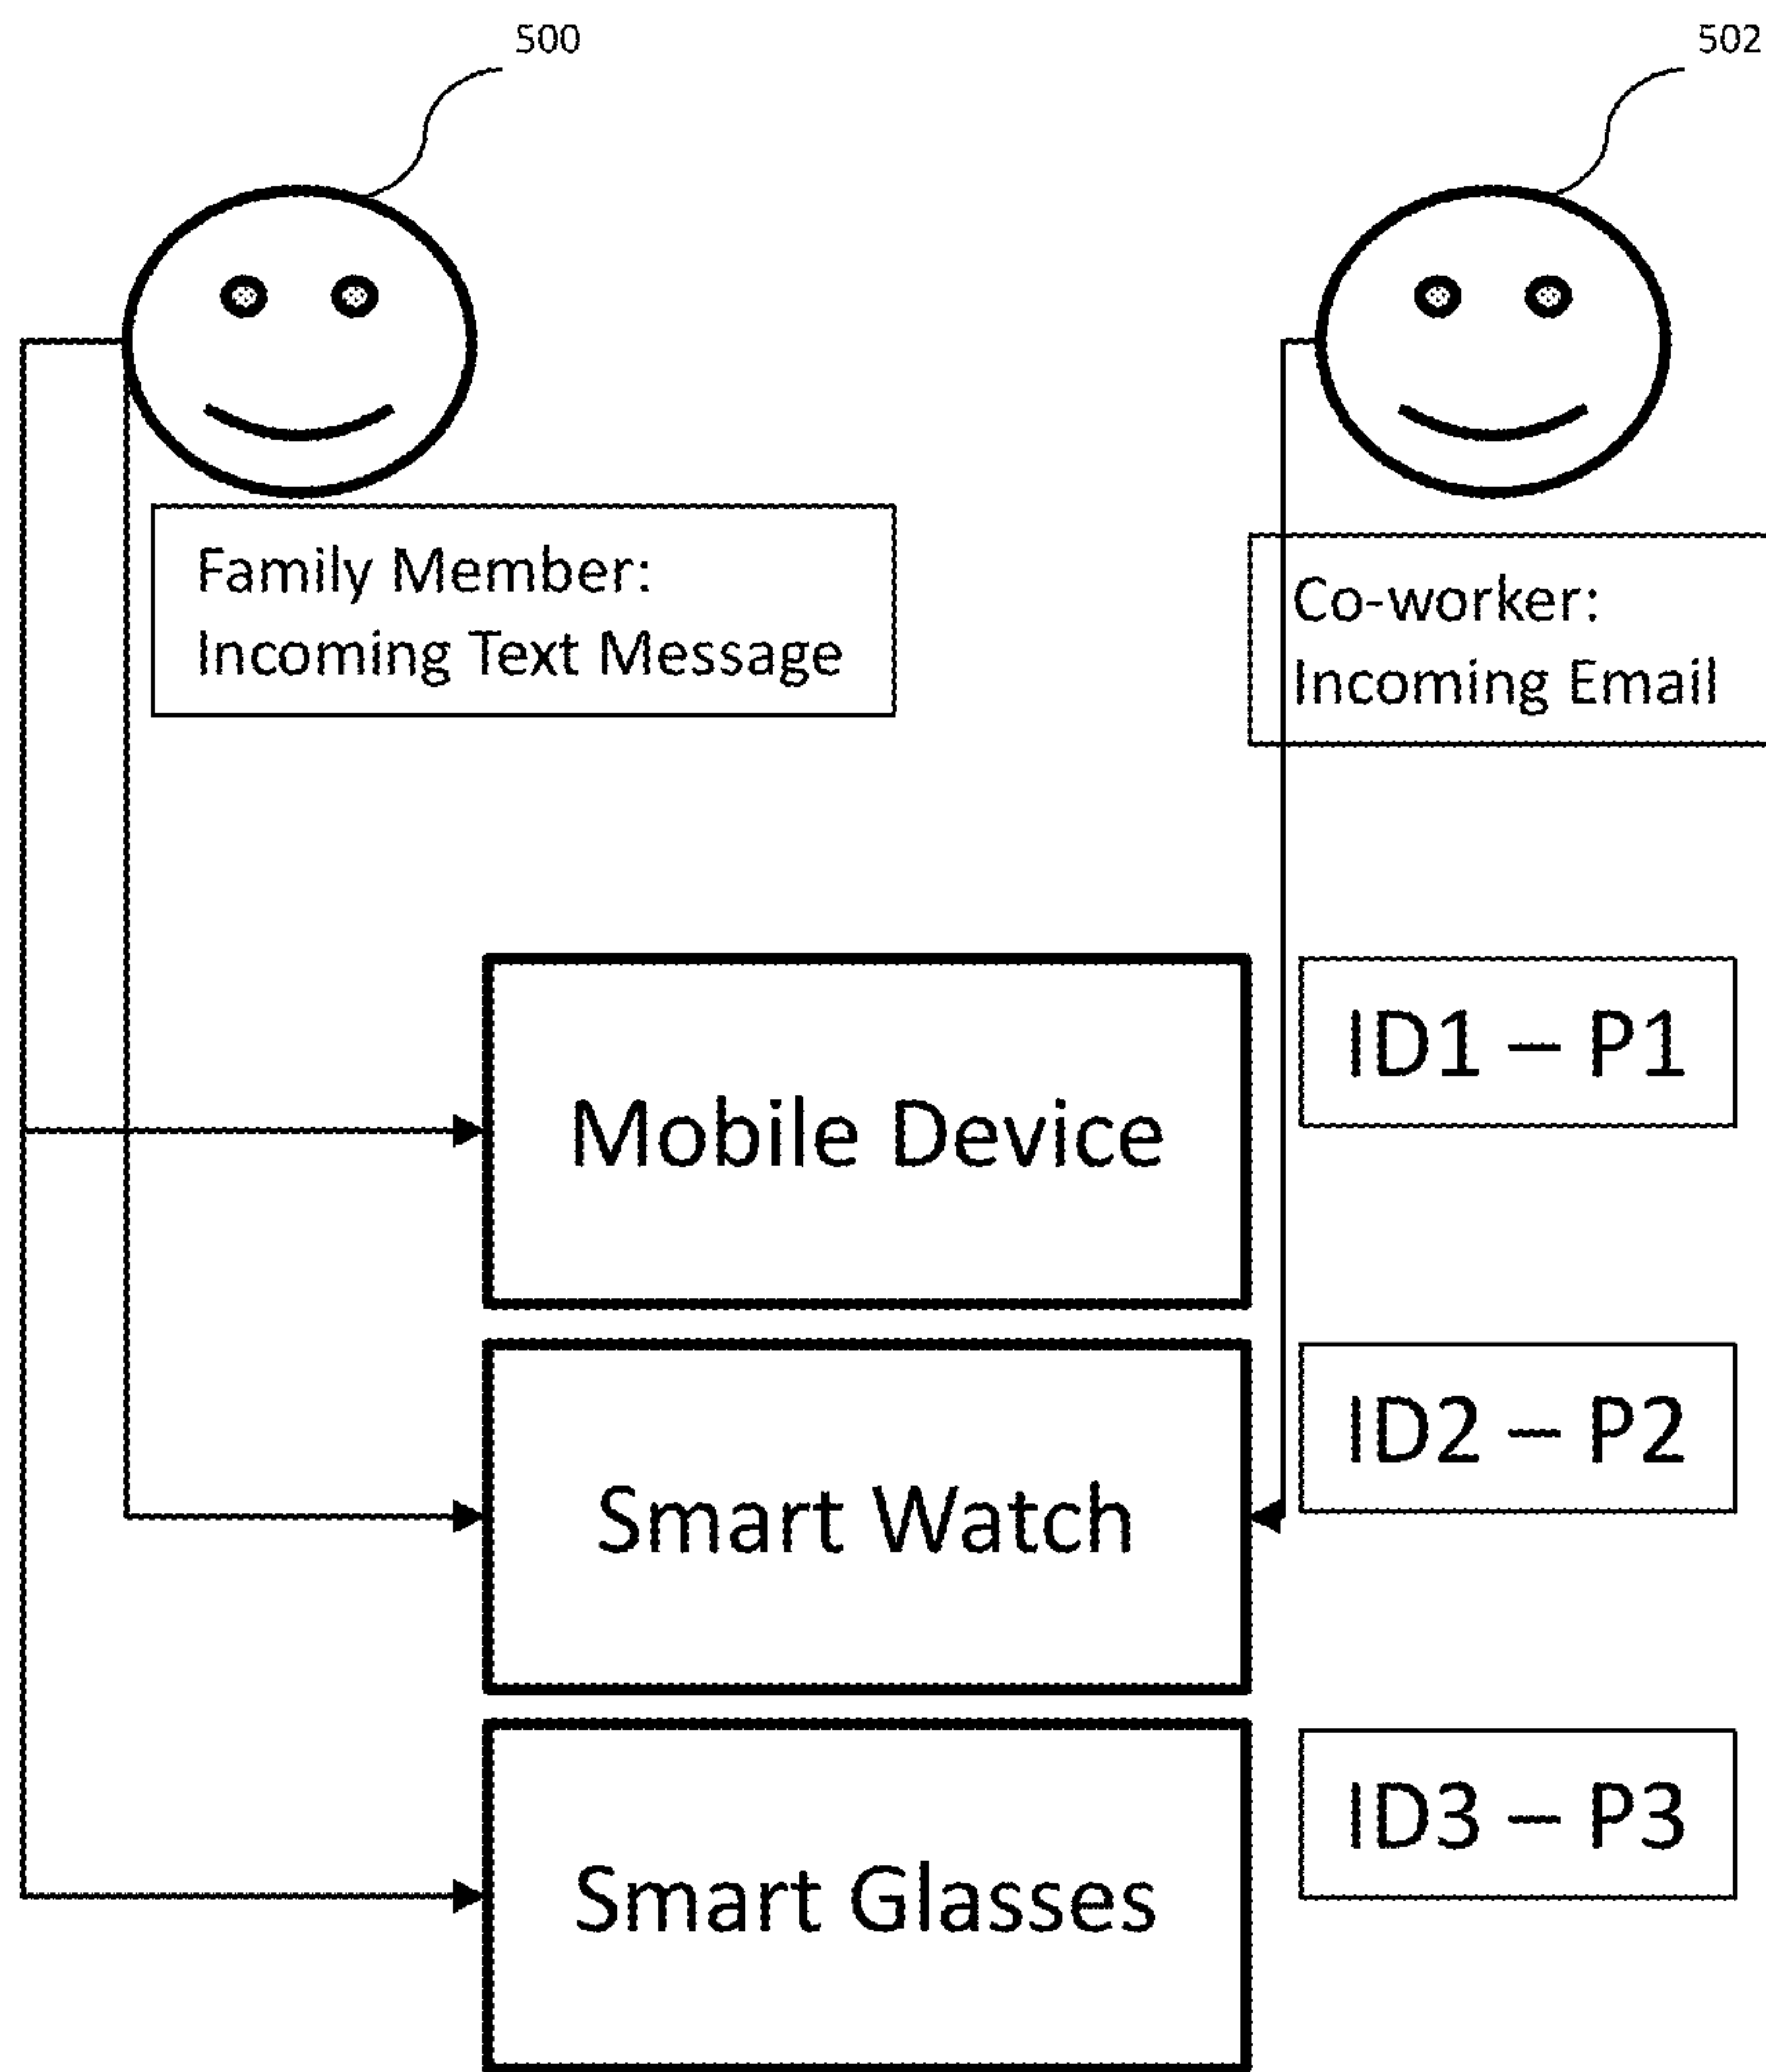 500
502
Family Member:
Incoming Text Message
Co-worker:
Incoming Email
Mobile Device
ID1 – P1
Smart Watch
ID2 – P2
Smart Glasses
ID3 – P3